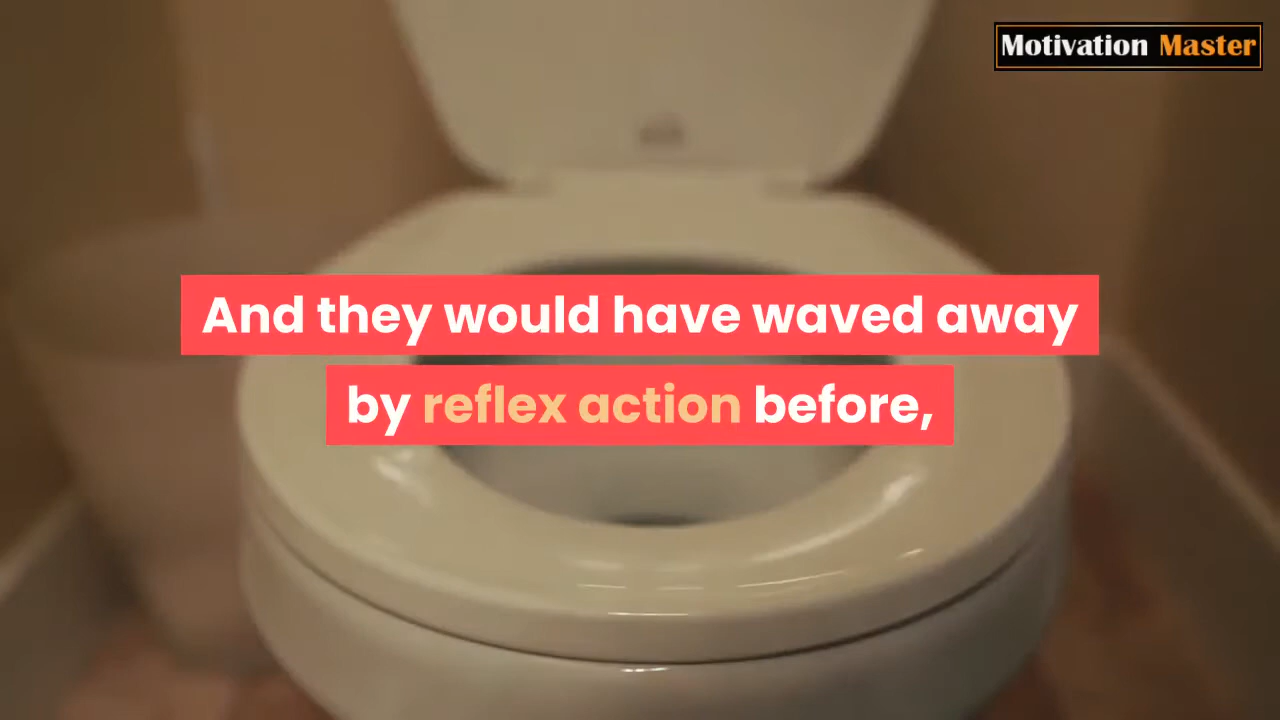 Motivation Master
And they would have waved away
by reflex action before,